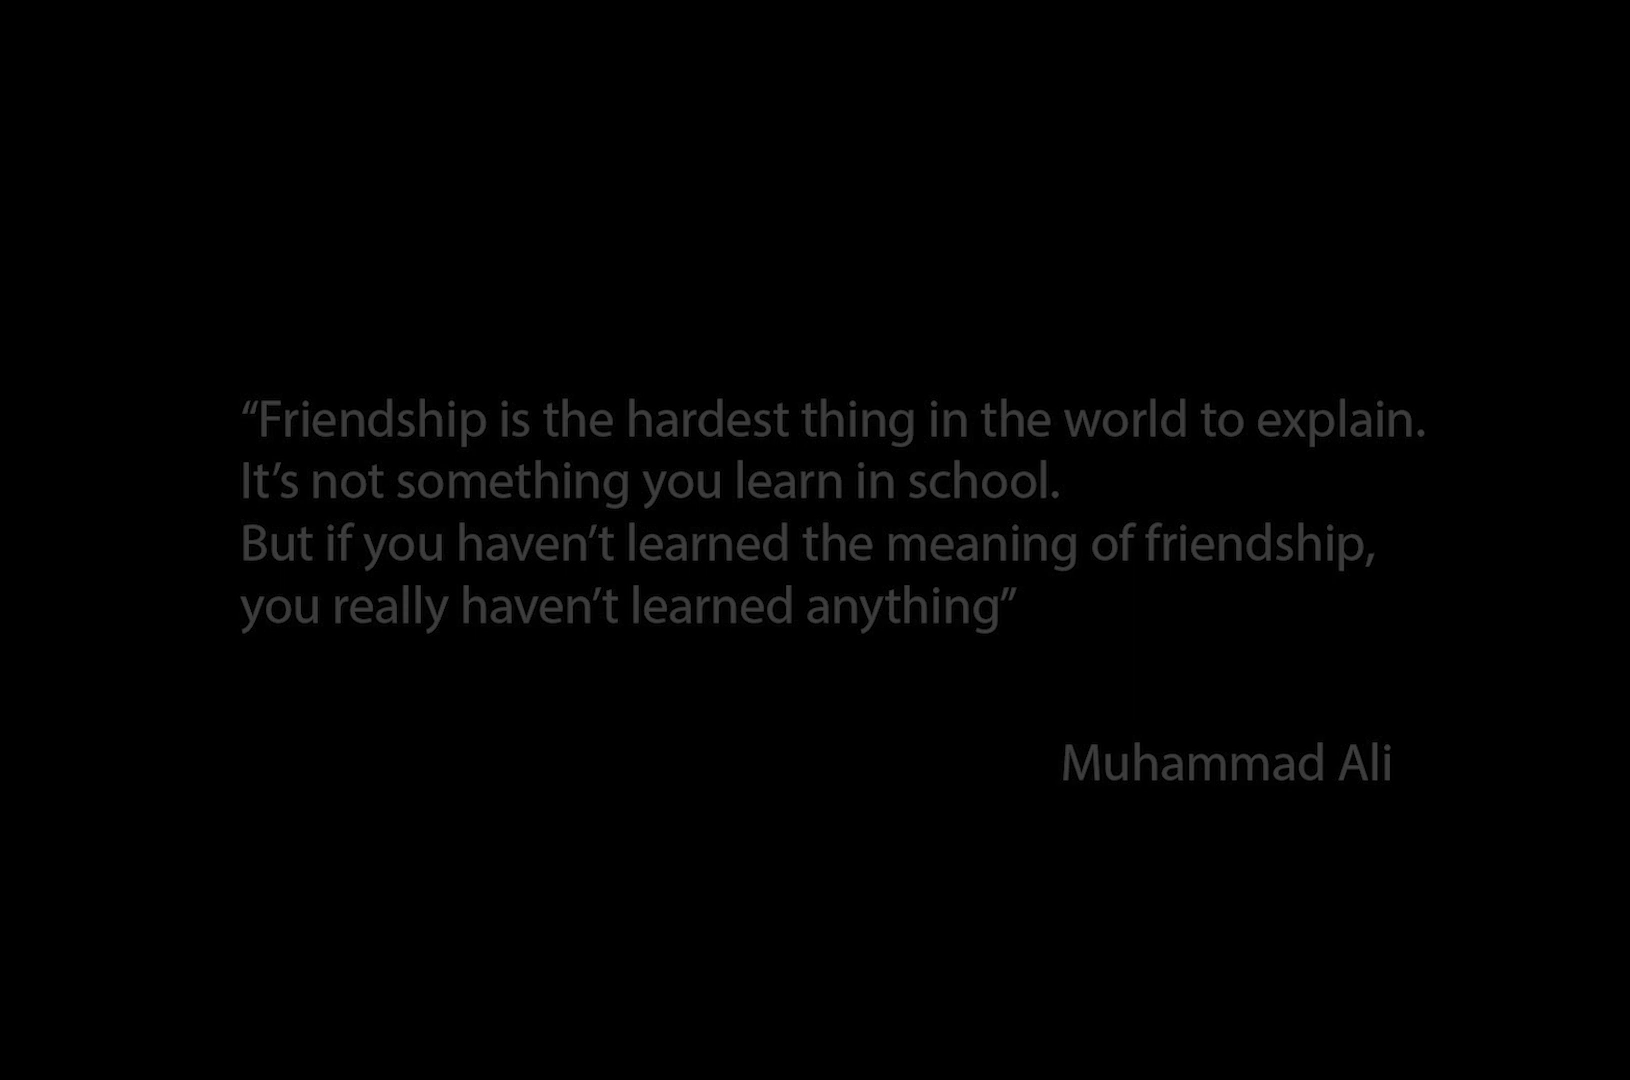 “Friendship is the hardest thing in the world to explain.
It’s not something you learn in school.
But if you haven’t learned the meaning of friendship,
you really haven’t learned anything”
Muhammad Ali